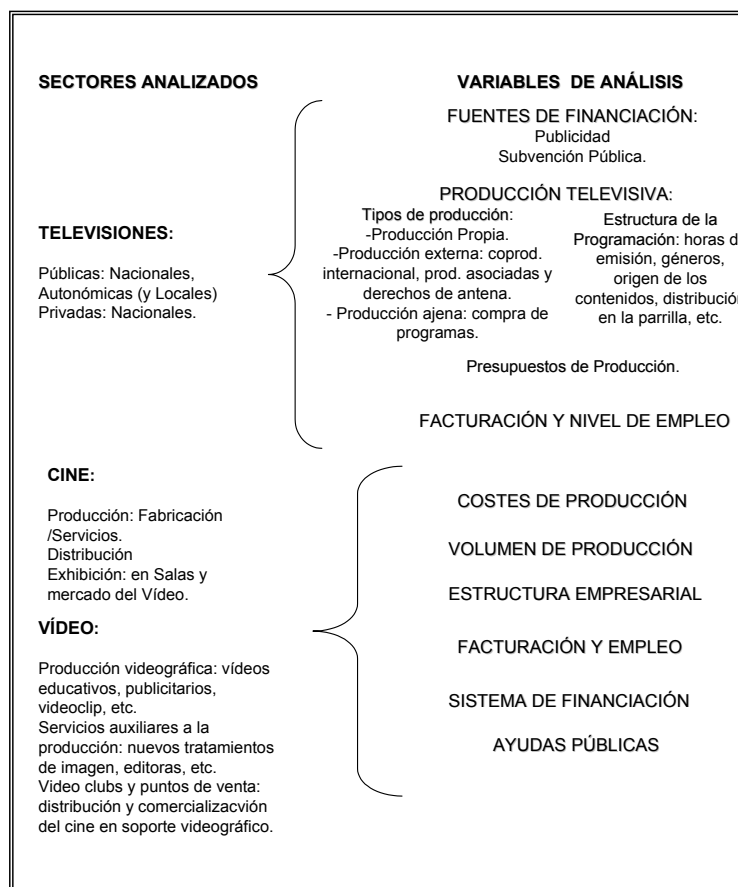 SECTORES ANALIZADOS
VARIABLES DE ANÁLISIS
FUENTES DE FINANCIACIÓN:
Publicidad
Subvención Pública.
PRODUCCIÓN TELEVISIVA:
Tipos de producción:
-Producción Propia.
-Producción externa: coprod.
internacional, prod. asociadas y
derechos de antena.
- Producción ajena: compra de
programas.
Estructura de la
Programación: horas d
emisión, géneros,
origen de los
contenidos, distribución
en la parrilla, etc.
Presupuestos de Producción.
FACTURACIÓN Y NIVEL DE EMPLEO
TELEVISIONES:
Públicas: Nacionales,
Autonómicas (y Locales)
Privadas: Nacionales.
CINE:
Producción: Fabricación
/Servicios.
Distribución
Exhibición: en Salas y
mercado del Vídeo.
VÍDEO:
Producción videográfica: vídeos
educativos, publicitarios,
videoclip, etc.
Servicios auxiliares a la
producción: nuevos tratamientos
de imagen, editoras, etc.
Video clubs y puntos de venta:
distribución y comercializacvión
del cine en soporte videográfico.
COSTES DE PRODUCCIÓN
VOLUMEN DE PRODUCCIÓN
ESTRUCTURA EMPRESARIAL
FACTURACIÓN Y EMPLEO
SISTEMA DE FINANCIACIÓN
AYUDAS PÚBLICAS